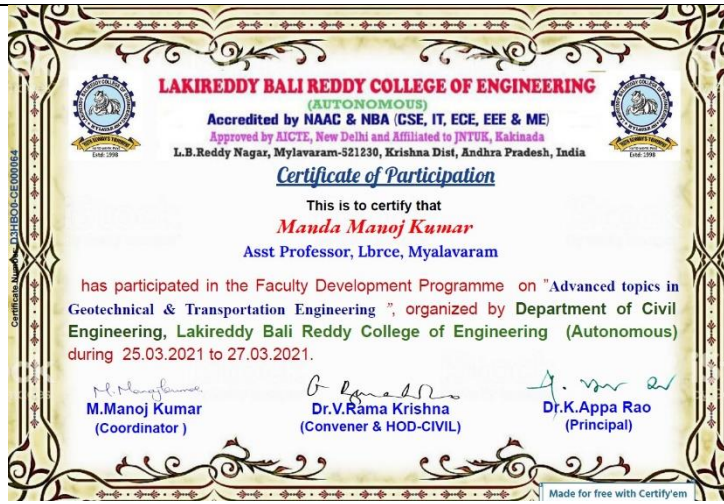 LAKIREDDY BALI REDDY COLLEGE OF ENGINEERING
(AUTONOMOUS)
Accredited by NAAC & NBA (CSE, IT, ECE, EEE & ME)
Approved by AICTE, New Delhi and Affiliated to JNTUK, Kakinada
L.B.Reddy Nagar, Mylavaram-521230, Krishna Dist, Andhra Pradesh, India
Estd: 1998
Estd: 1998
Certificate of Participation
This is to certify that
Manda Manoj Kumar
Asst Professor, Lbrce, Myalavaram
has participated in the Faculty Development Programme on "Advanced topics in
Geotechnical & Transportation Engineering ", organized by Department of Civil
Engineering, Lakireddy Bali Reddy College of Engineering (Autonomous)
during 25.03.2021 to 27.03.2021.
M.Manoj Kumar
(Coordinator )
Dr.V.Rama Krishna
(Convener & HOD-CIVIL)
Dr.K.Appa Rao
(Principal)
Certificate Number D3HBO0-CE000064
Made for free with Certify'em